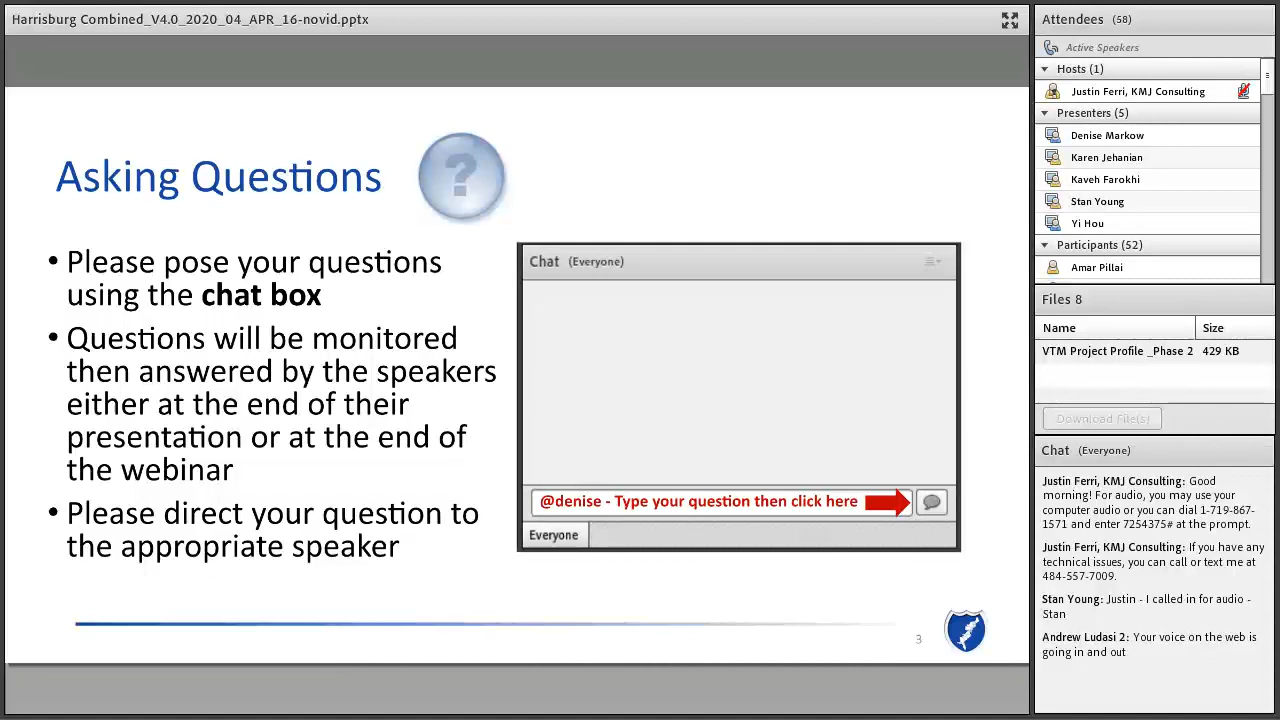 Harrisburg Combined_V4.0_2020_04_APR_16-novid.pptx
Asking Questions
?
• Please pose your questions
using the chat box
• Questions will be monitored
then answered by the speakers
either at the end of their
presentation or at the end of
the webinar
• Please direct your question to
the appropriate speaker
Chat (Everyone)
@denise - Type your question then click here
Everyone
3
Attendees (58)
Active Speakers
Hosts (1)
Justin Ferri, KMJ Consulting
Presenters (5)
Denise Markow
Karen Jehanian
Kaveh Farokhi
Stan Young
Yi Hou
Participants (52)
Amar Pillai
Files 8
Name Size
VTM Project Profile _Phase 2 429 KB
Download File(s)
Chat (Everyone)
Justin Ferri, KMJ Consulting: Good
morning! For audio, you may use your
computer audio or you can dial 1-719-867-
1571 and enter 7254375# at the prompt.
Justin Ferri, KMJ Consulting: If you have any
technical issues, you can call or text me at
484-557-7009.
Stan Young: Justin - I called in for audio -
Stan
Andrew Ludasi 2: Your voice on the web is
going in and out